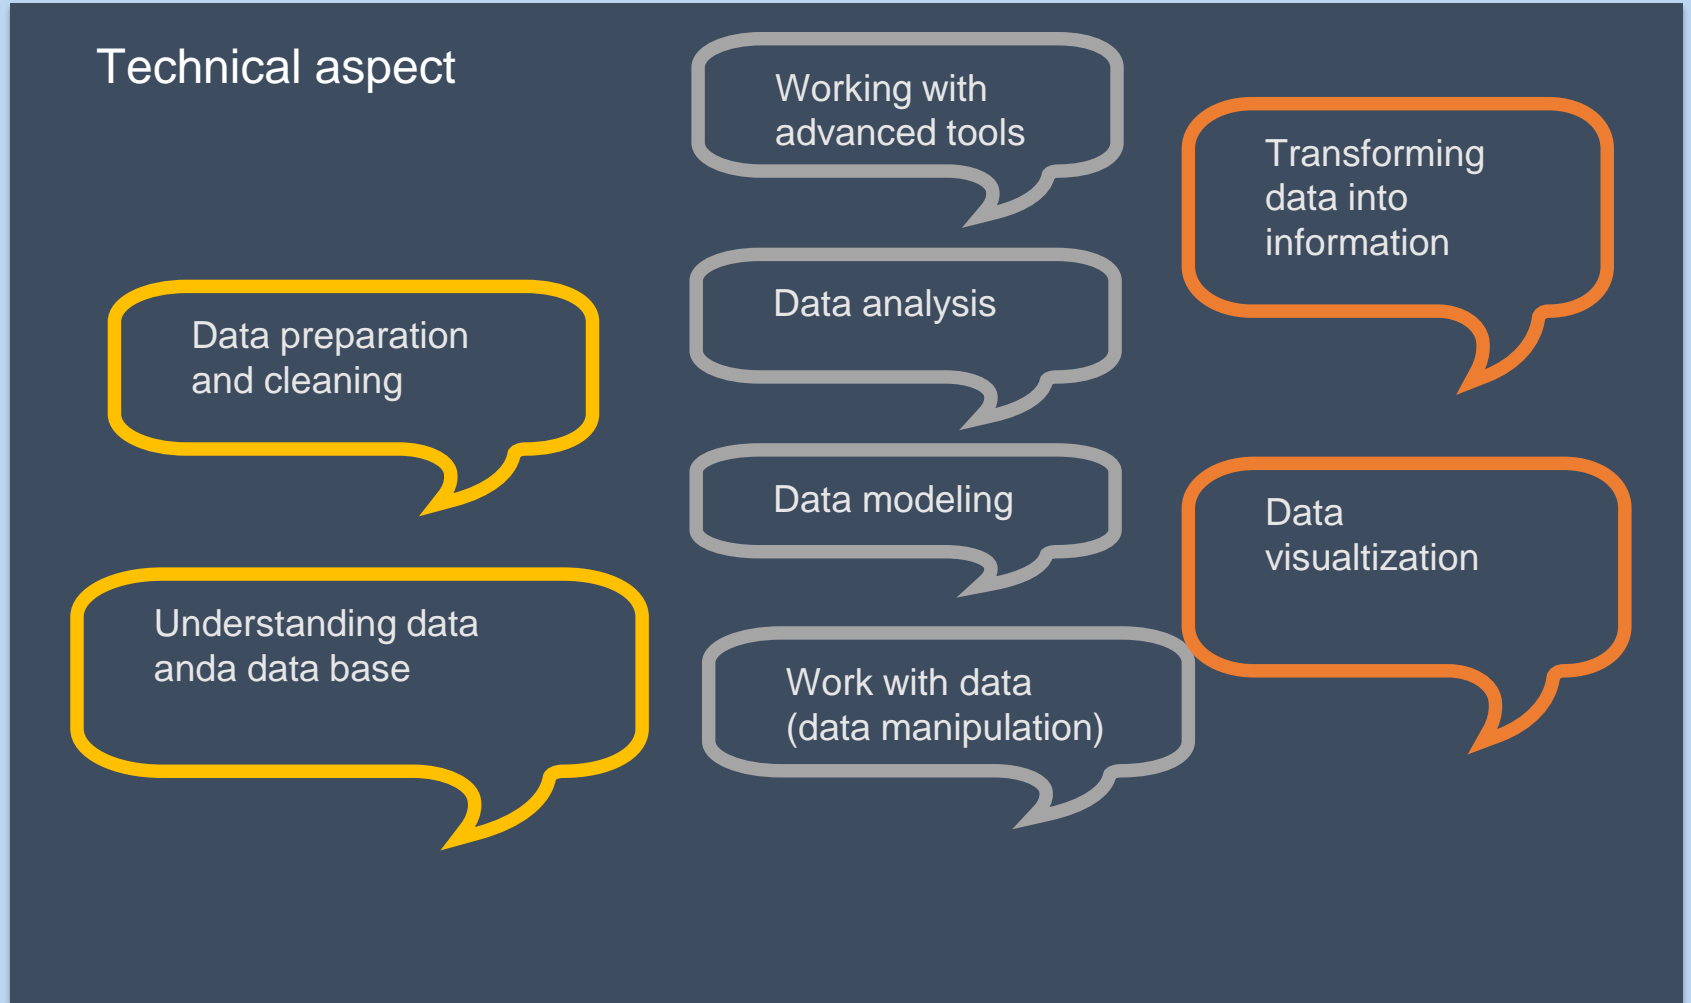 Technical aspect
Data preparation
and cleaning
Understanding data
anda data base
Working with
advanced tools
Data analysis
Data modeling
Work with data
(data manipulation)
Transforming
data into
information
Data
visualtization